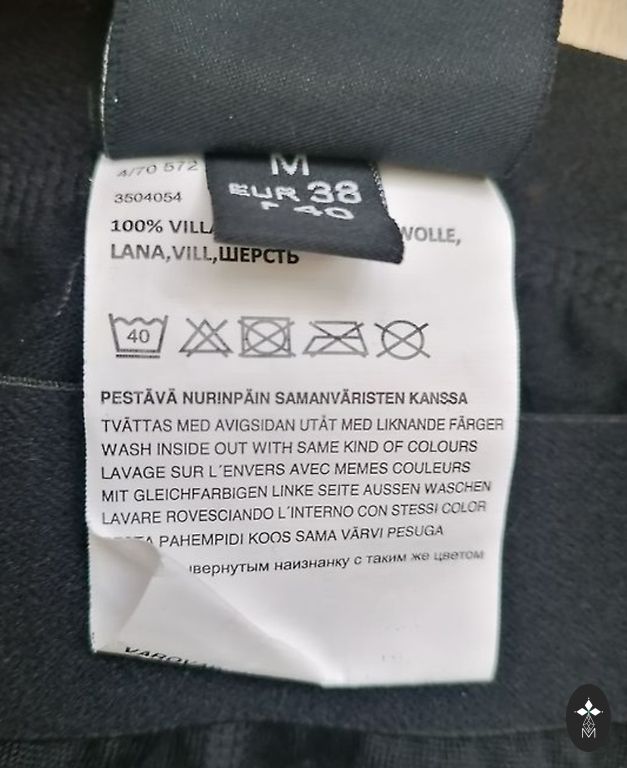 4/70 572
M
EUR 38
F 40
3504054
100% VILLA WOLLE,
LANA,VILL,ШЕРСТЬ
40
PESTÄVÄ NURINPÄIN SAMANVÄRISTEN KANSSA
TVÄTTAS MED AVIGSIDAN UTÅT MED LIKNANDE FÄRGER
WASH INSIDE OUT WITH SAME KIND OF COLOURS
LAVAGE SUR L´ENVERS AVEC MEMES COULEURS
MIT GLEICHFARBIGEN LINKE SEITE AUSSEN WASCHEN
LAVARE ROVESCIANDO L´INTERNO CON STESSI COLOR
PAHEMPIDI KOOS SAMA VÄRVI PESUGA
наизнанку с таким же цветом
M